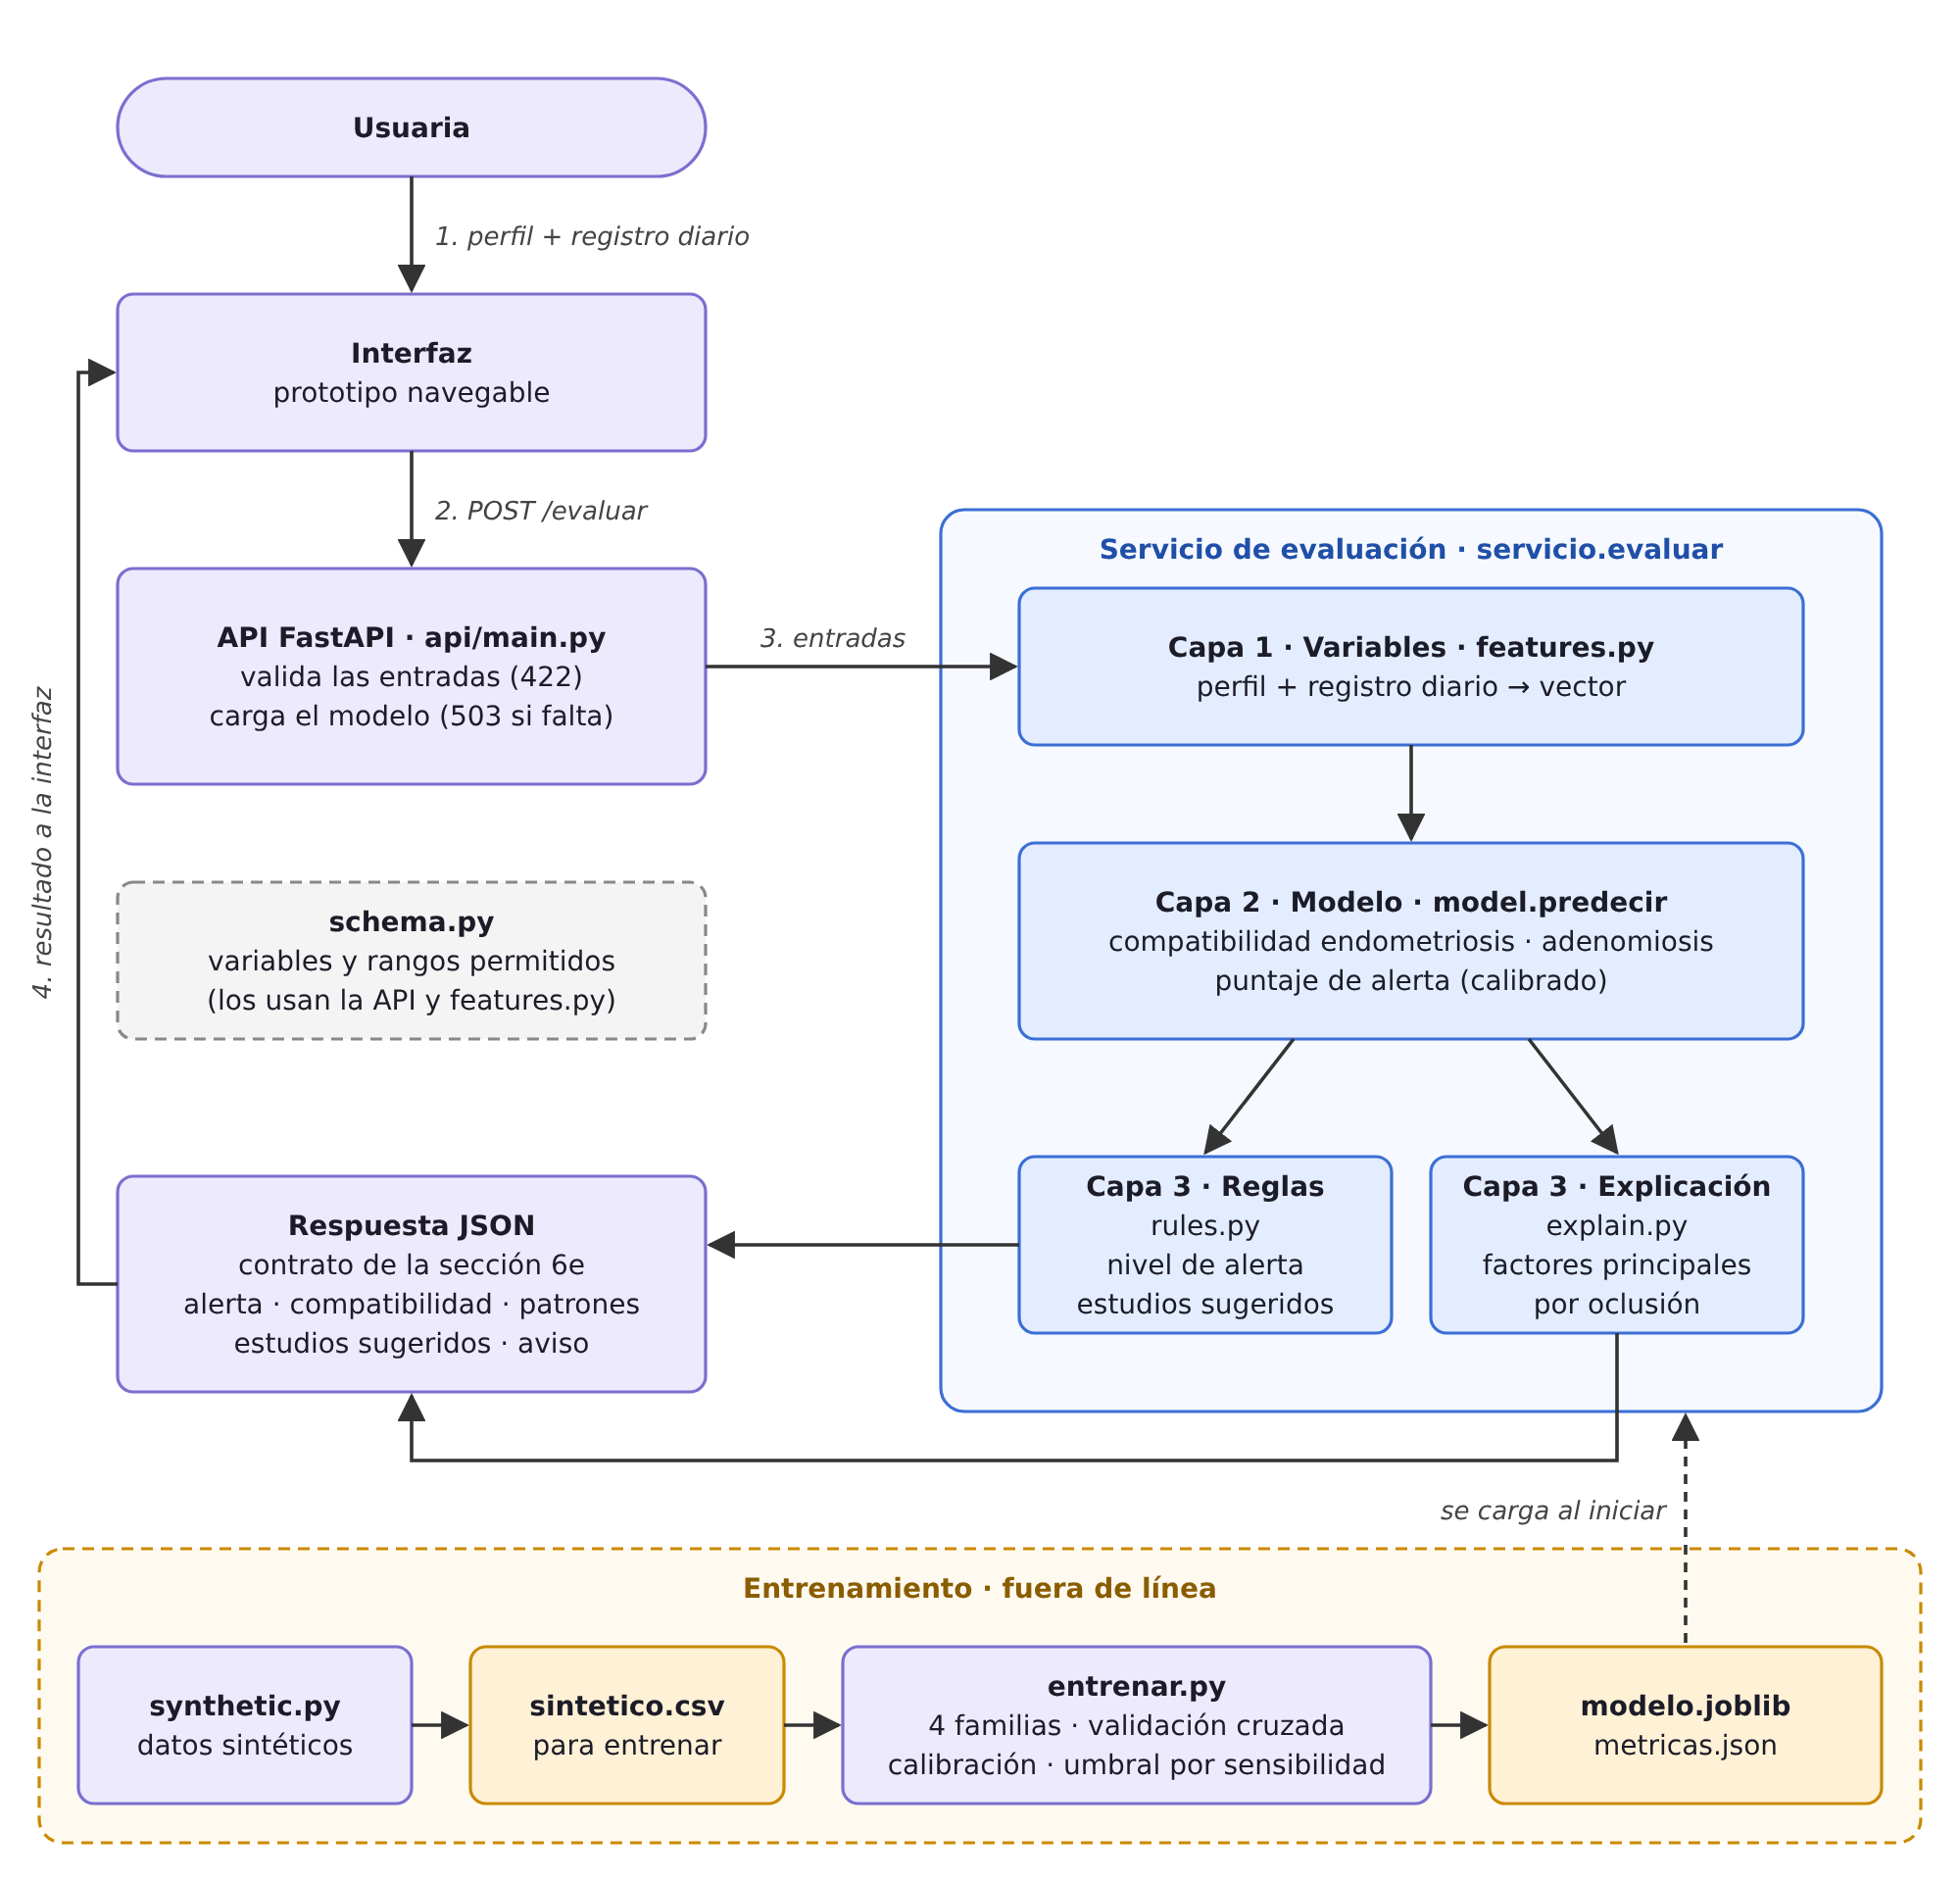 Usuaria
1. perfil + registro diario
Interfaz
prototipo navegable
2. POST /evaluar
API FastAPI · api/main.py
valida las entradas (422)
carga el modelo (503 si falta)
3. entradas
Servicio de evaluación · servicio.evaluar
Capa 1 · Variables · features.py
perfil + registro diario → vector
Capa 2 · Modelo · model.predecir
compatibilidad endometriosis · adenomiosis
puntaje de alerta (calibrado)
schema.py
variables y rangos permitidos
(los usan la API y features.py)
Capa 3 · Reglas
rules.py
nivel de alerta
estudios sugeridos
Capa 3 · Explicación
explain.py
factores principales
por oclusión
Respuesta JSON
contrato de la sección 6e
alerta · compatibilidad · patrones
estudios sugeridos · aviso
4. resultado a la interfaz
se carga al iniciar
Entrenamiento · fuera de línea
synthetic.py
datos sintéticos
sintetico.csv
para entrenar
entrenar.py
4 familias · validación cruzada
calibración · umbral por sensibilidad
modelo.joblib
metricas.json